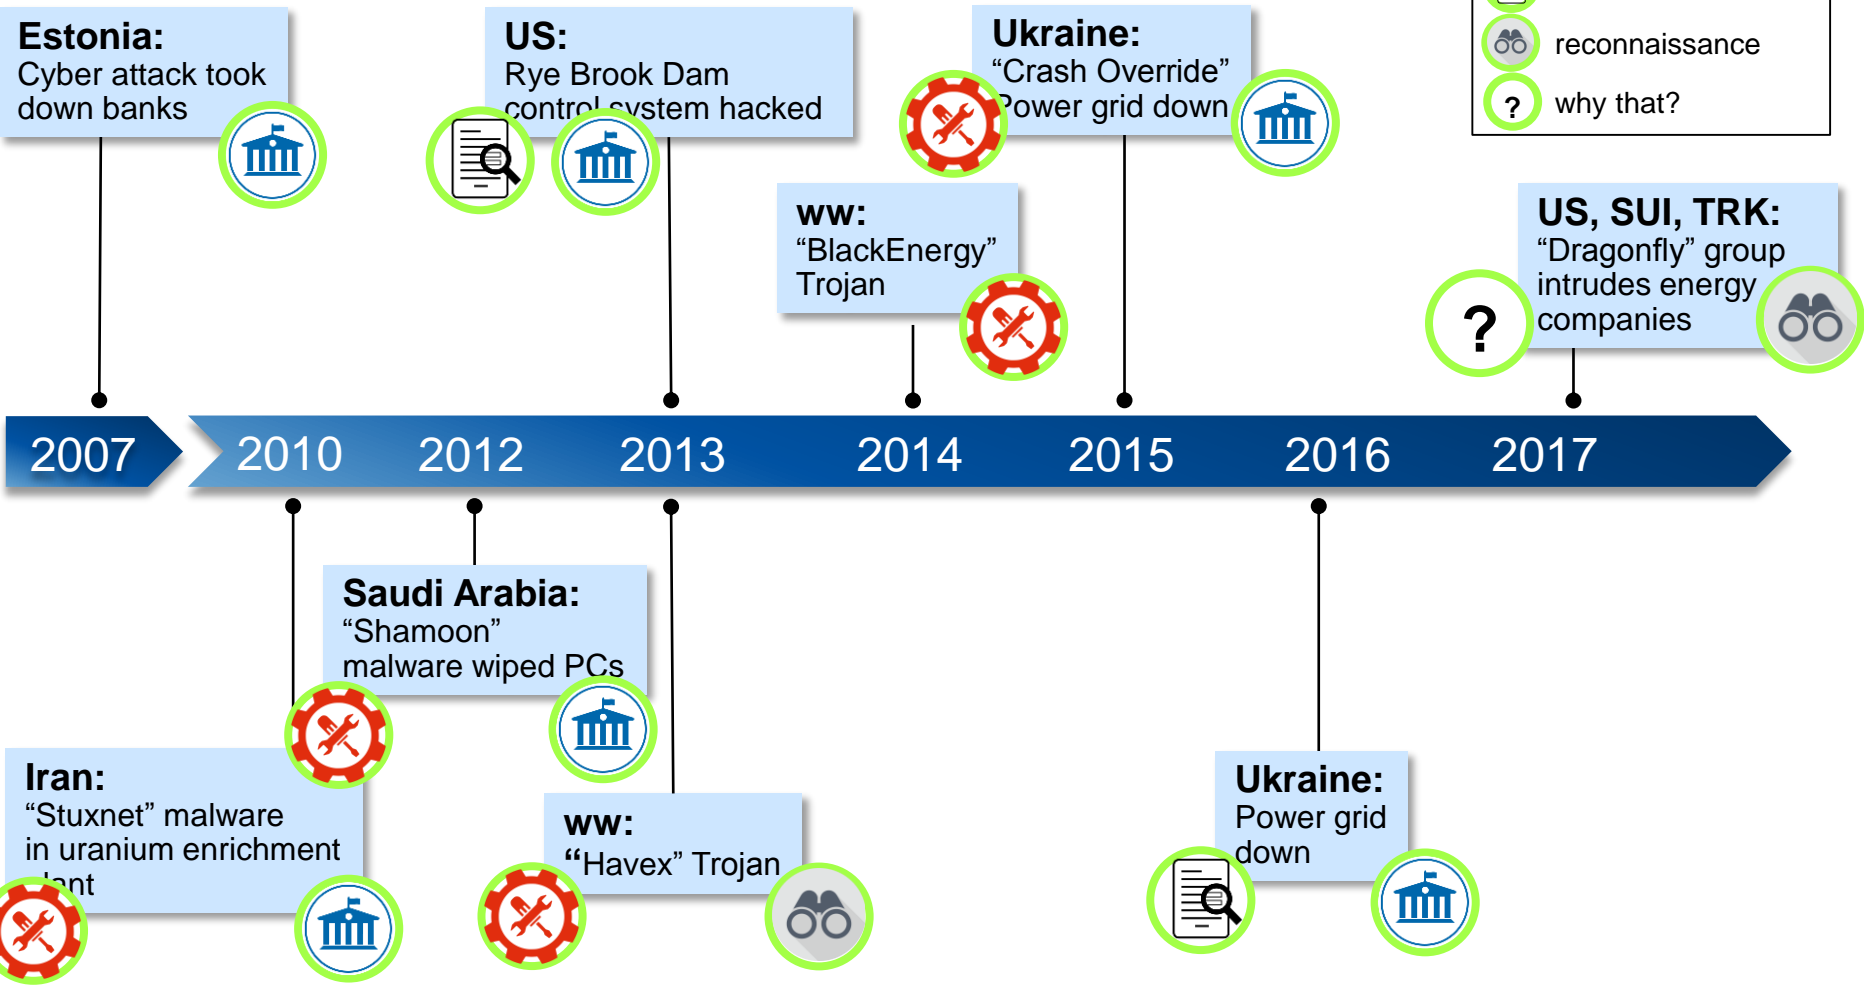 Estonia:
Cyber attack took
down banks
US:
Rye Brook Dam
control system hacked
Ukraine:
“Crash Override”
Power grid down
reconnaissance
? why that?
ww:
“BlackEnergy”
Trojan
US, SUI, TRK:
“Dragonfly” group
intrudes energy
companies
?
2007 2010 2012 2013 2014 2015 2016 2017
Saudi Arabia:
“Shamoon”
malware wiped PCs
Iran:
“Stuxnet” malware
in uranium enrichment
plant
ww:
“Havex” Trojan
Ukraine:
Power grid
down